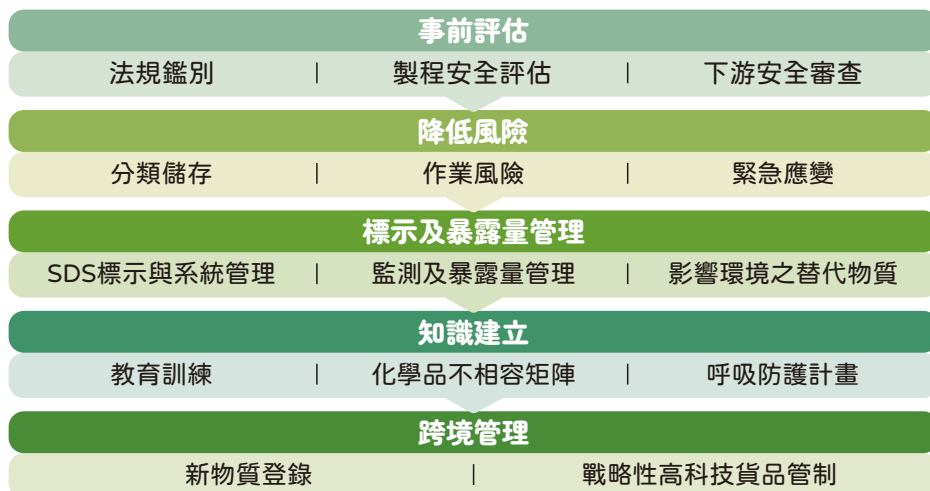 事前評估
法規鑑別 | 製程安全評估 | 下游安全審查
降低風險
分類儲存 | 作業風險 | 緊急應變
標示及暴露量管理
SDS標示與系統管理 | 監測及暴露量管理 | 影響環境之替代物質
知識建立
教育訓練 | 化學品不相容矩陣 | 呼吸防護計畫
跨境管理
新物質登錄 | 戰略性高科技貨品管制